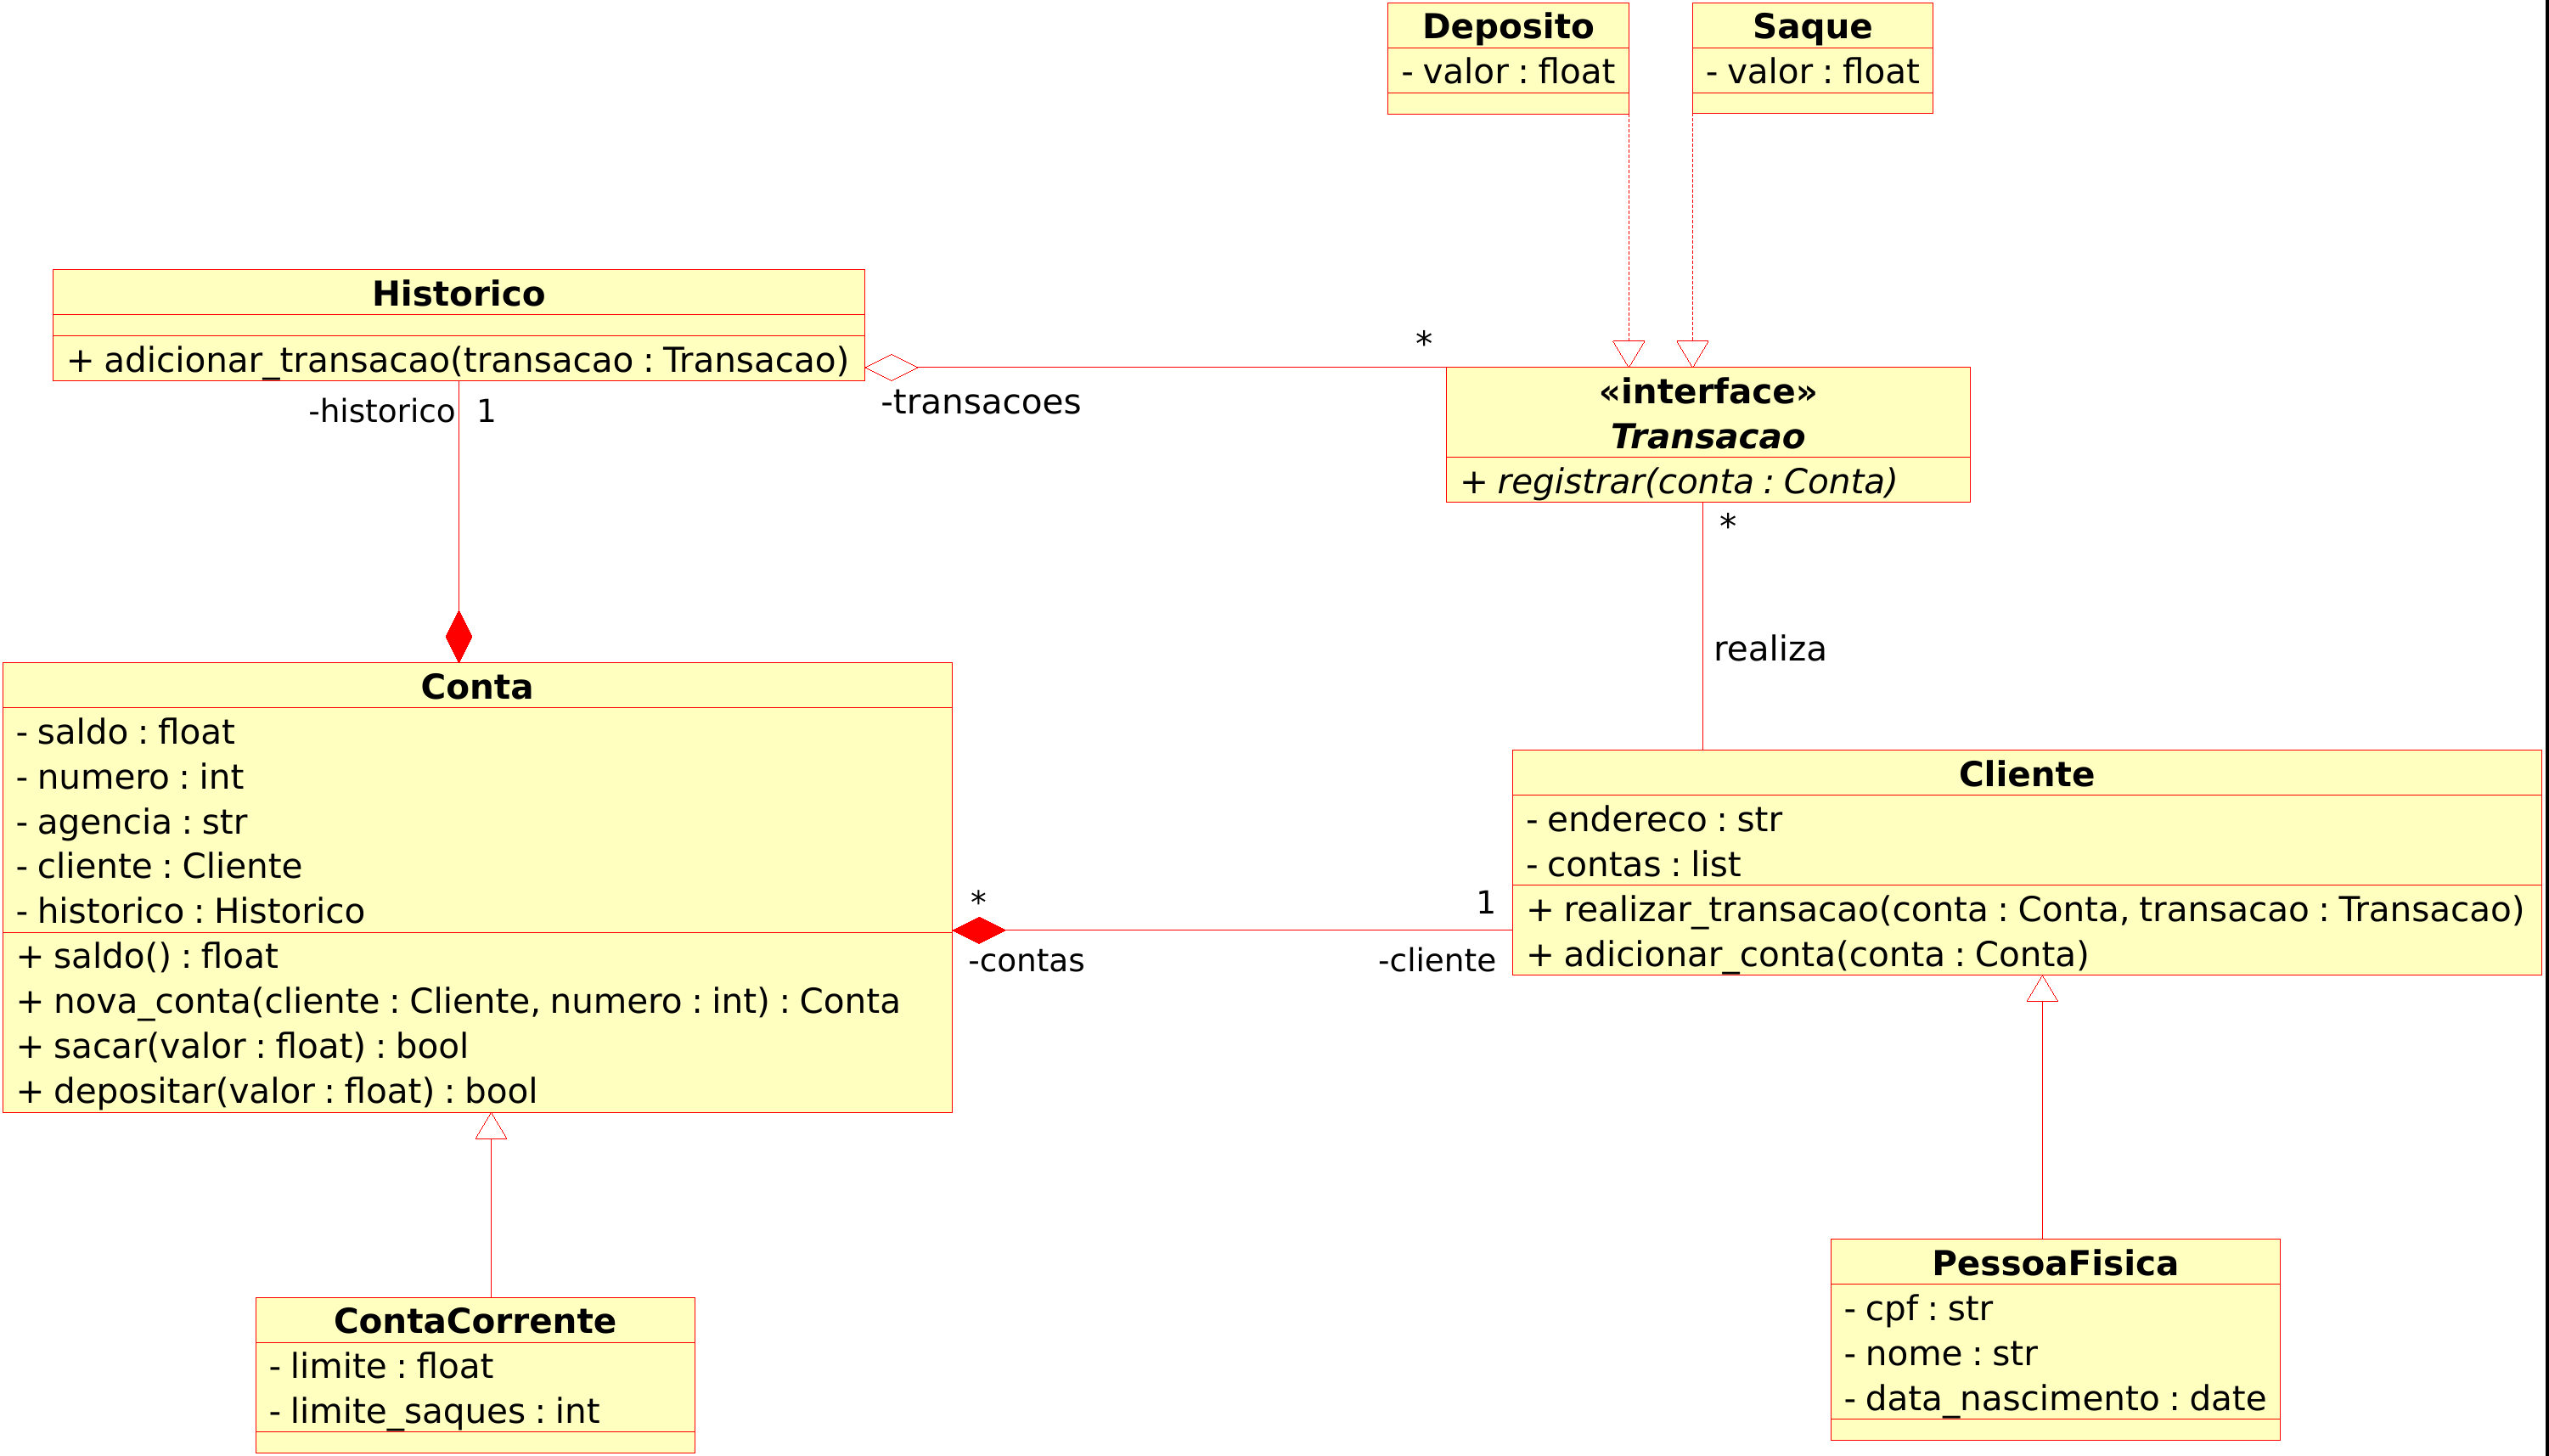 Deposito
- valor : float
Saque
- valor : float
Historico
+ adicionar_transacao(transacao : Transacao)
-historico
1
*
-transacoes
«interface»
Transacao
+ registrar(conta : Conta)
*
realiza
Conta
- saldo : float
- numero : int
- agencia : str
- cliente : Cliente
- historico : Historico
+ saldo() : float
+ nova_conta(cliente : Cliente, numero : int) : Conta
+ sacar(valor : float) : bool
+ depositar(valor : float) : bool
*
-contas
1
-cliente
Cliente
- endereco : str
- contas : list
+ realizar_transacao(conta : Conta, transacao : Transacao)
+ adicionar_conta(conta : Conta)
ContaCorrente
- limite : float
- limite_saques : int
PessoaFisica
- cpf : str
- nome : str
- data_nascimento : date